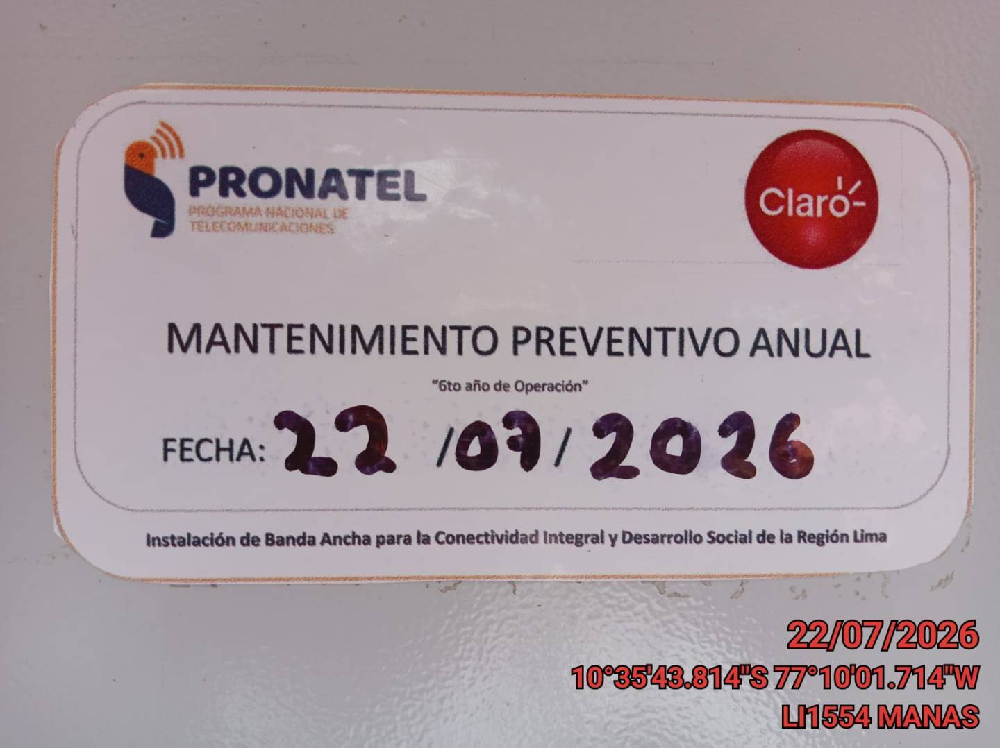 PRONATEL
PROGRAMA NACIONAL DE
TELECOMUNICACIONES
Claro
MANTENIMIENTO PREVENTIVO ANUAL
"6to año de Operación"
FECHA: 22/07/2026
Instalación de Banda Ancha para la Conectividad Integral y Desarrollo Social de la Región Lima
22/07/2026
10°35'43.814"S 77°10'01.714"W
LI1554 MANAS